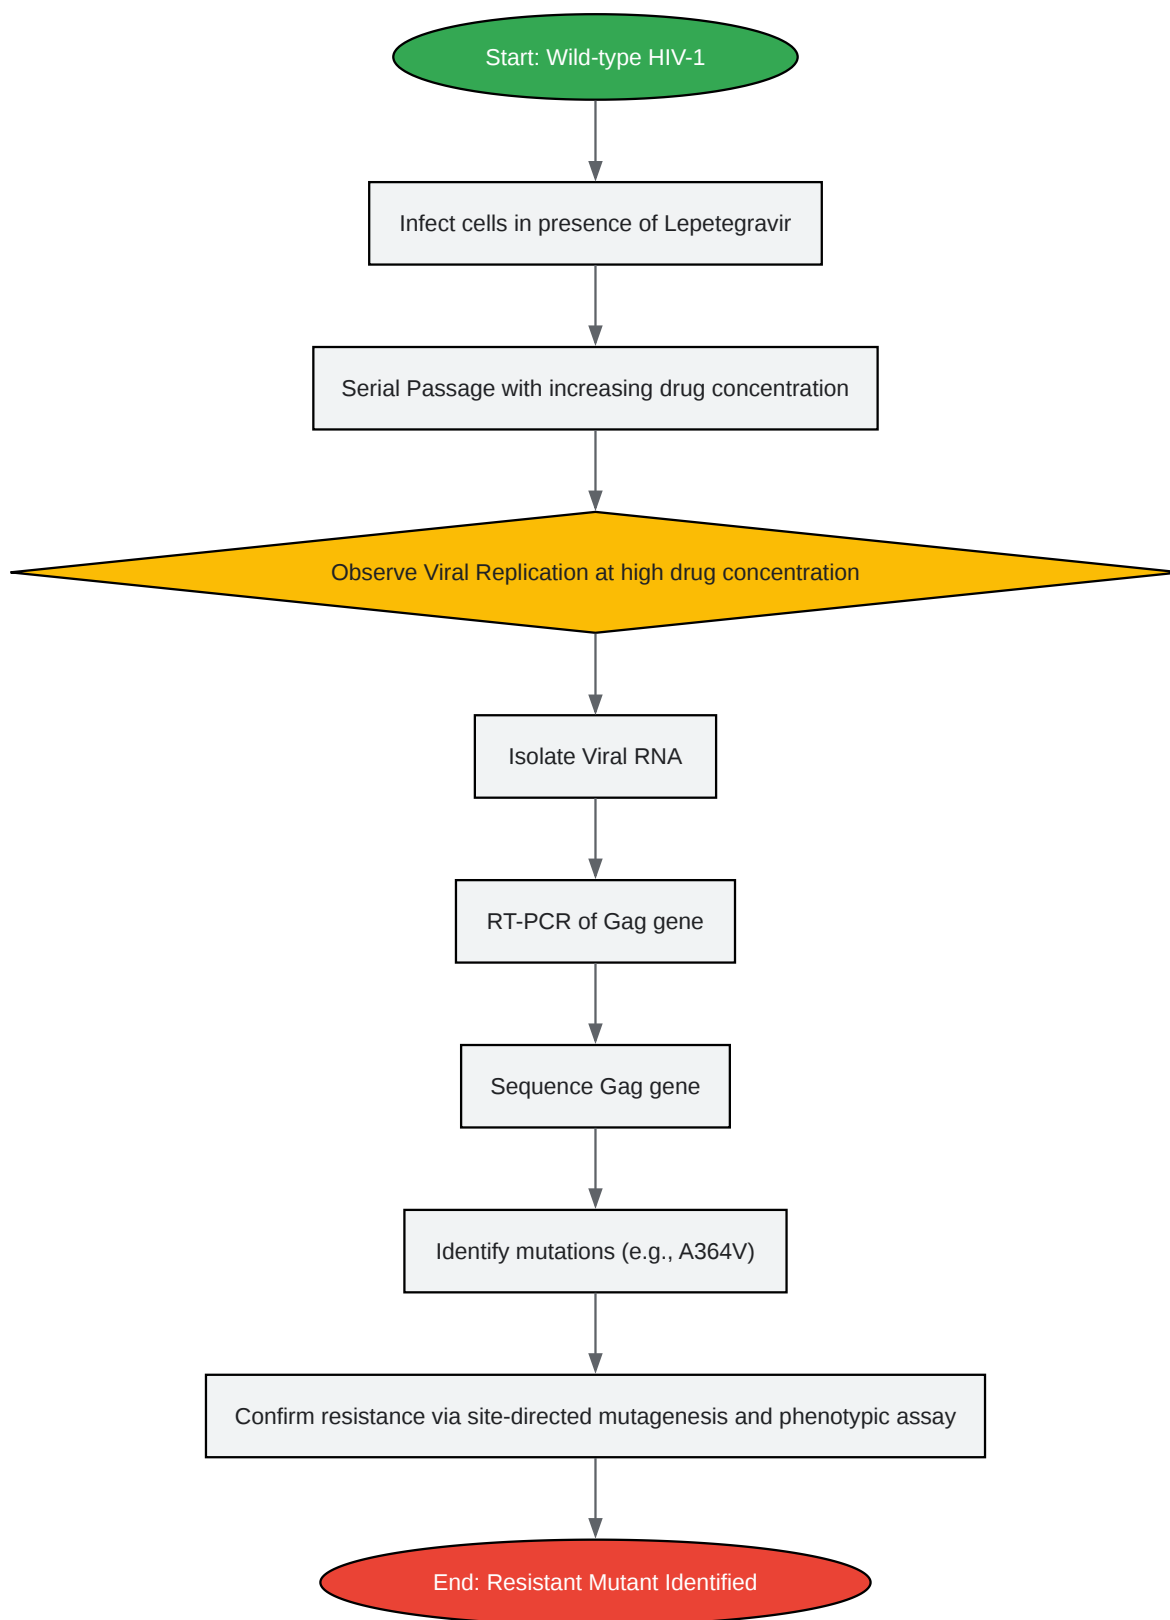 Start: Wild-type HIV-1
Infect cells in presence of Lepetegravir
Serial Passage with increasing drug concentration
Observe Viral Replication at high drug concentration
Isolate Viral RNA
RT-PCR of Gag gene
Sequence Gag gene
Identify mutations (e.g., A364V)
Confirm resistance via site-directed mutagenesis and phenotypic assay
End: Resistant Mutant Identified